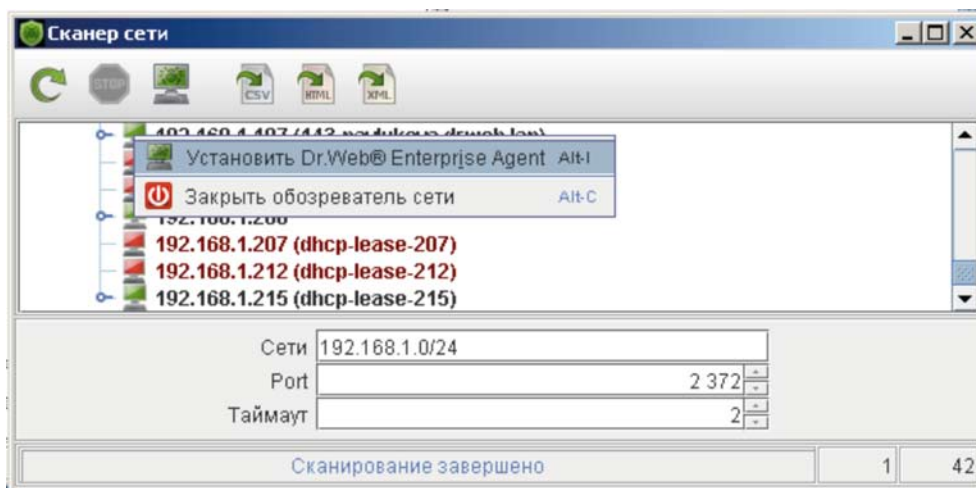 Сканер сети
STOP
CSV
HTML
XML
Установить Dr.Web® Enterprise Agent Alt-I
Закрыть обозреватель сети Alt-C
192.168.1.207 (dhcp-lease-207)
192.168.1.212 (dhcp-lease-212)
192.168.1.215 (dhcp-lease-215)
Сети 192.168.1.0/24
Port 2 372
Таймаут 2
Сканирование завершено 1 42